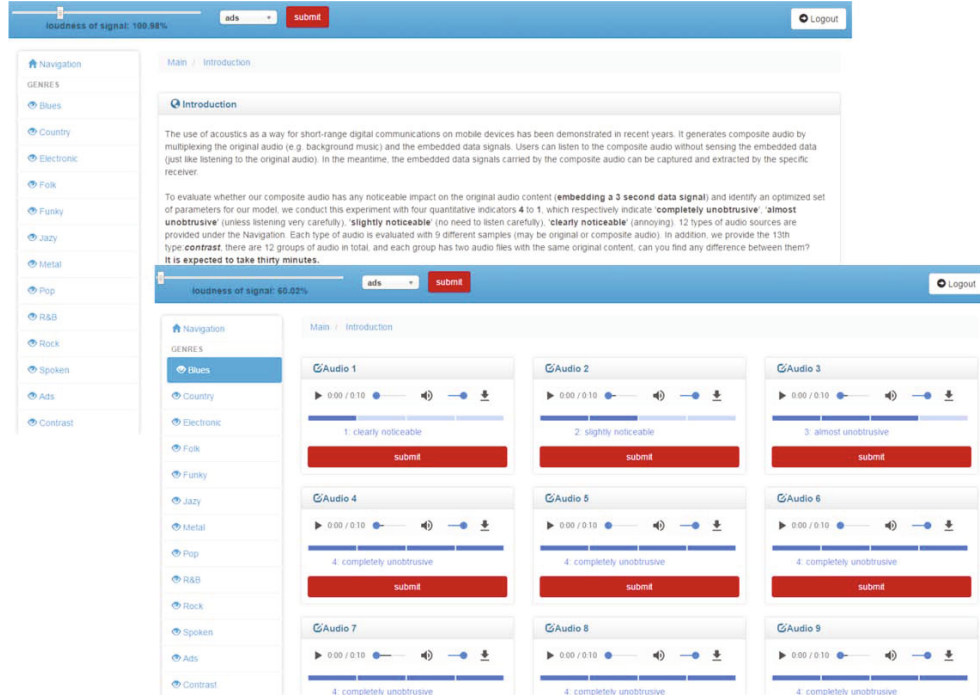 loudness of signal: 100.98%
ads
submit
Logout
Navigation
GENRES
Blues
Country
Electronic
Folk
Funky
Jazy
Metal
Pop
R&B
Rock
Spoken
Ads
Contrast
Main / Introduction
Introduction
The use of acoustics as a way for short-range digital communications on mobile devices has been demonstrated in recent years. It generates composite audio by
multiplexing the original audio (e.g. background music) and the embedded data signals. Users can listen to the composite audio without sensing the embedded data
(just like listening to the original audio). In the meantime, the embedded data signals carried by the composite audio can be captured and extracted by the specific
receiver.
To evaluate whether our composite audio has any noticeable impact on the original audio content (embedding a 3 second data signal) and identify an optimized set
of parameters for our model, we conduct this experiment with four quantitative indicators 4 to 1, which respectively indicate 'completely unobtrusive', 'almost
unobtrusive' (unless listening very carefully), 'slightly noticeable' (no need to listen carefully), 'clearly noticeable' (annoying). 12 types of audio sources are
provided under the Navigation. Each type of audio is evaluated with 9 different samples (may be original or composite audio). In addition, we provide the 13th
type:contrast, there are 12 groups of audio in total, and each group has two audio files with the same original content, can you find any difference between them?
It is expected to take thirty minutes.
loudness of signal: 60.02%
ads
submit
Logout
Navigation
GENRES
Blues
Country
Electronic
Folk
Funky
Jazy
Metal
Pop
R&B
Rock
Spoken
Ads
Contrast
Main / Introduction
Audio 1
0:00 / 0:10
1: clearly noticeable
submit
Audio 2
0:00 / 0:10
2: slightly noticeable
submit
Audio 3
0:00 / 0:10
3: almost unobtrusive
submit
Audio 4
0:00 / 0:10
4: completely unobtrusive
submit
Audio 5
0:00 / 0:10
4: completely unobtrusive
submit
Audio 6
0:00 / 0:10
4: completely unobtrusive
submit
Audio 7
0:00 / 0:10
4: completely unobtrusive
Audio 8
0:00 / 0:10
4: completely unobtrusive
Audio 9
0:00 / 0:10
4: completely unobtrusive